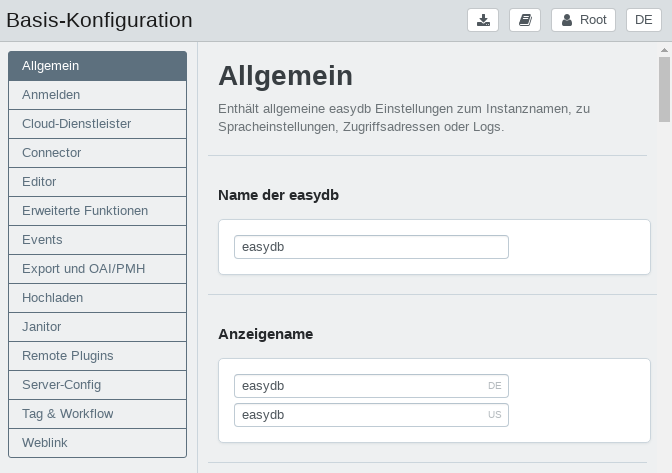 Basis-Konfiguration
Root
DE
Allgemein
Anmelden
Cloud-Dienstleister
Connector
Editor
Erweiterte Funktionen
Events
Export und OAI/PMH
Hochladen
Janitor
Remote Plugins
Server-Config
Tag & Workflow
Weblink
Allgemein
Enthält allgemeine easydb Einstellungen zum Instanznamen, zu
Spracheinstellungen, Zugriffsadressen oder Logs.
Name der easydb
easydb
Anzeigename
easydb DE
easydb US